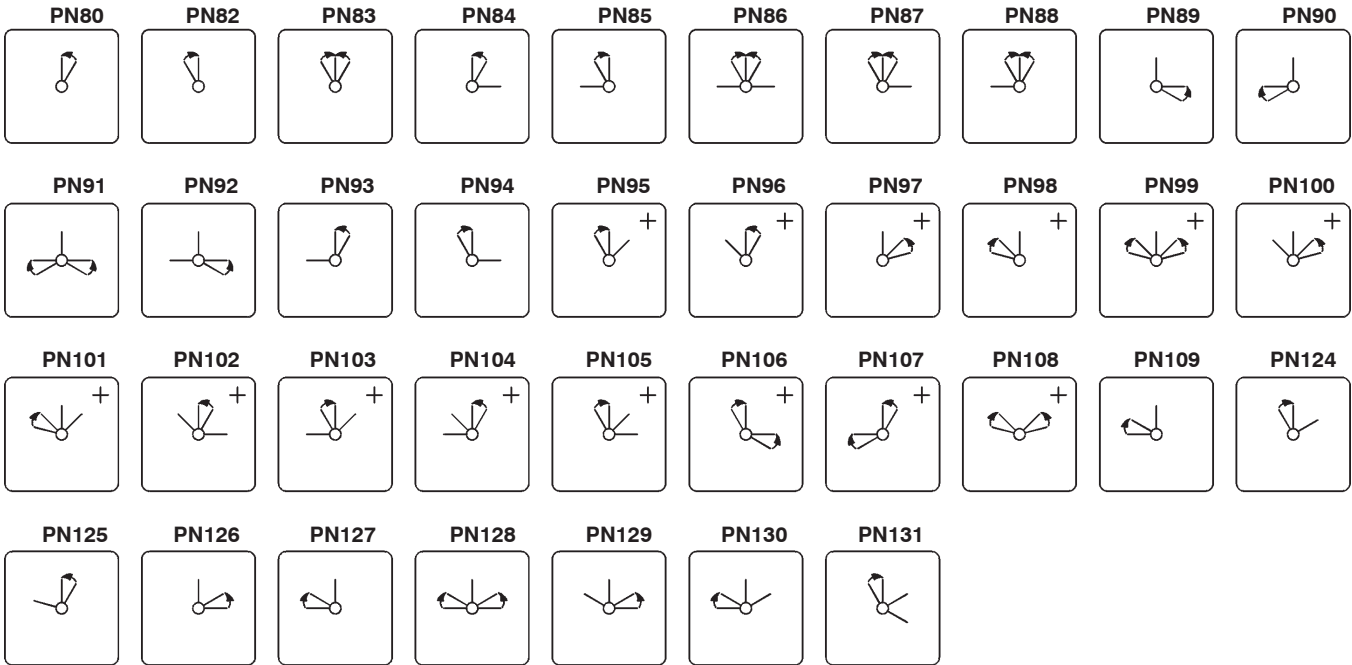 PN80 PN82 PN83 PN84 PN85 PN86 PN87 PN88 PN89 PN90
PN91 PN92 PN93 PN94 PN95 PN96 PN97 PN98 PN99 PN100
+ + + + + +
PN101 PN102 PN103 PN104 PN105 PN106 PN107 PN108 PN109 PN124
+ + + + + + + +
PN125 PN126 PN127 PN128 PN129 PN130 PN131